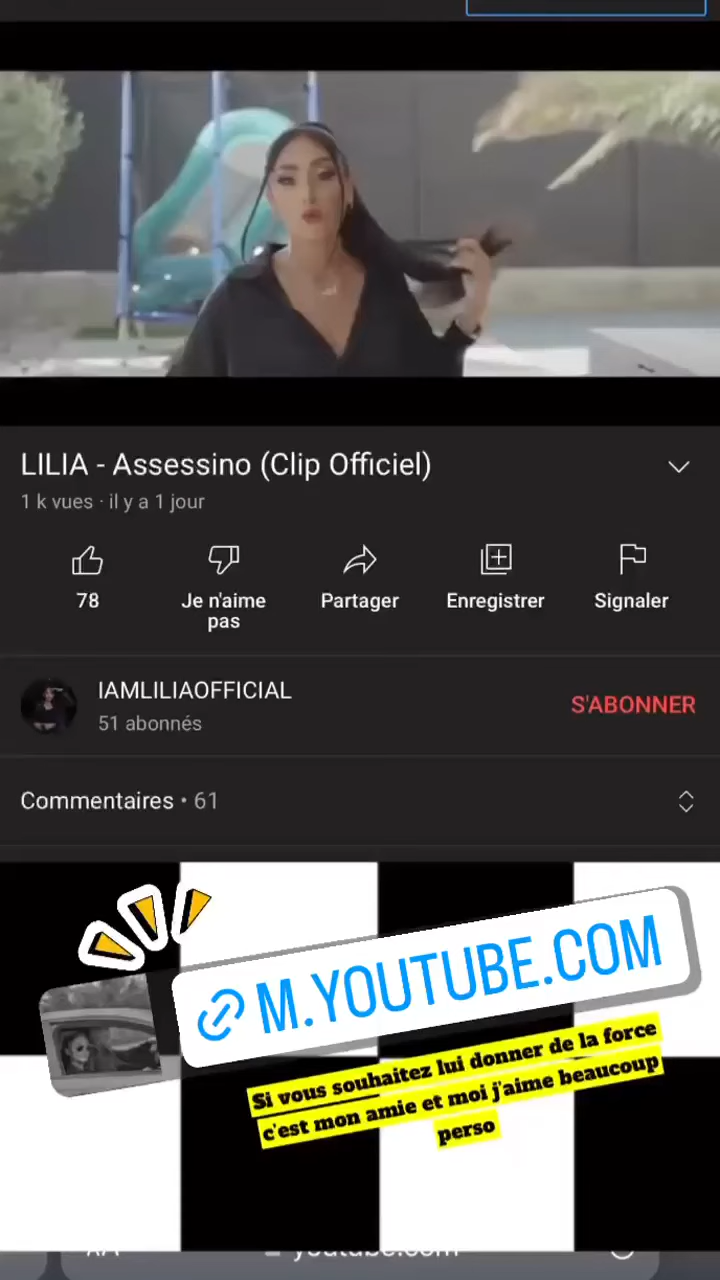 LILIA - Assessino (Clip Officiel)
1 k vues · il y a 1 jour
78
Je n'aime
pas
Partager
Enregistrer
Signaler
IAMLILIAOFFICIAL
51 abonnés
S'ABONNER
Commentaires • 61
M.YOUTUBE.COM
Si vous souhaitez lui donner de la force
c'est mon amie et moi j'aime beaucoup
perso
youtube.com